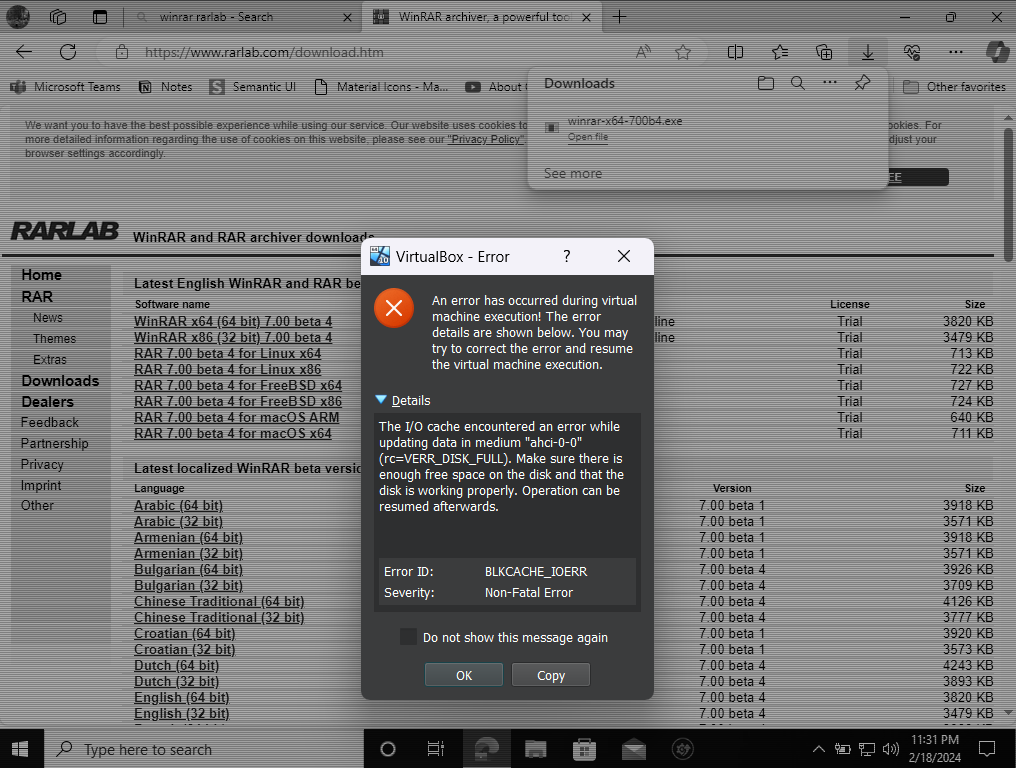 winrar rarlab - Search
WinRAR archiver, a powerful too
https://www.rarlab.com/download.htm
Microsoft Teams
Notes
Semantic UI
Material Icons - Ma...
About
Other favorites
Downloads
winrar-x64-700b4.exe
Open file
See more
We want you to have the best possible experience while using our service. Our website uses cookies to
more detailed information regarding the use of cookies on this website, please see our "Privacy Policy"
browser settings accordingly.
ookies. For
djust your
EE
RARLAB
WinRAR and RAR archiver downloads
Home
RAR
News
Themes
Extras
Downloads
Dealers
Feedback
Partnership
Privacy
Imprint
Other
Latest English WinRAR and RAR be
Software name License Size
WinRAR x64 (64 bit) 7.00 beta 4 line Trial 3820 KB
WinRAR x86 (32 bit) 7.00 beta 4 line Trial 3479 KB
RAR 7.00 beta 4 for Linux x64 Trial 713 KB
RAR 7.00 beta 4 for Linux x86 Trial 722 KB
RAR 7.00 beta 4 for FreeBSD x64 Trial 727 KB
RAR 7.00 beta 4 for FreeBSD x86 Trial 724 KB
RAR 7.00 beta 4 for macOS ARM Trial 640 KB
RAR 7.00 beta 4 for macOS x64 Trial 711 KB
Latest localized WinRAR beta versio
Language Version Size
Arabic (64 bit) 7.00 beta 1 3918 KB
Arabic (32 bit) 7.00 beta 1 3571 KB
Armenian (64 bit) 7.00 beta 1 3918 KB
Armenian (32 bit) 7.00 beta 1 3571 KB
Bulgarian (64 bit) 7.00 beta 4 3926 KB
Bulgarian (32 bit) 7.00 beta 4 3709 KB
Chinese Traditional (64 bit) 7.00 beta 4 4126 KB
Chinese Traditional (32 bit) 7.00 beta 4 3777 KB
Croatian (64 bit) 7.00 beta 1 3920 KB
Croatian (32 bit) 7.00 beta 1 3573 KB
Dutch (64 bit) 7.00 beta 4 4243 KB
Dutch (32 bit) 7.00 beta 4 3893 KB
English (64 bit) 7.00 beta 4 3820 KB
English (32 bit) 7.00 beta 4 3479 KB
VirtualBox - Error
An error has occurred during virtual
machine execution! The error
details are shown below. You may
try to correct the error and resume
the virtual machine execution.
Details
The I/O cache encountered an error while
updating data in medium "ahci-0-0"
(rc=VERR_DISK_FULL). Make sure there is
enough free space on the disk and that the
disk is working properly. Operation can be
resumed afterwards.
Error ID: BLKCACHE_IOERR
Severity: Non-Fatal Error
Do not show this message again
OK
Copy
Type here to search
11:31 PM
2/18/2024